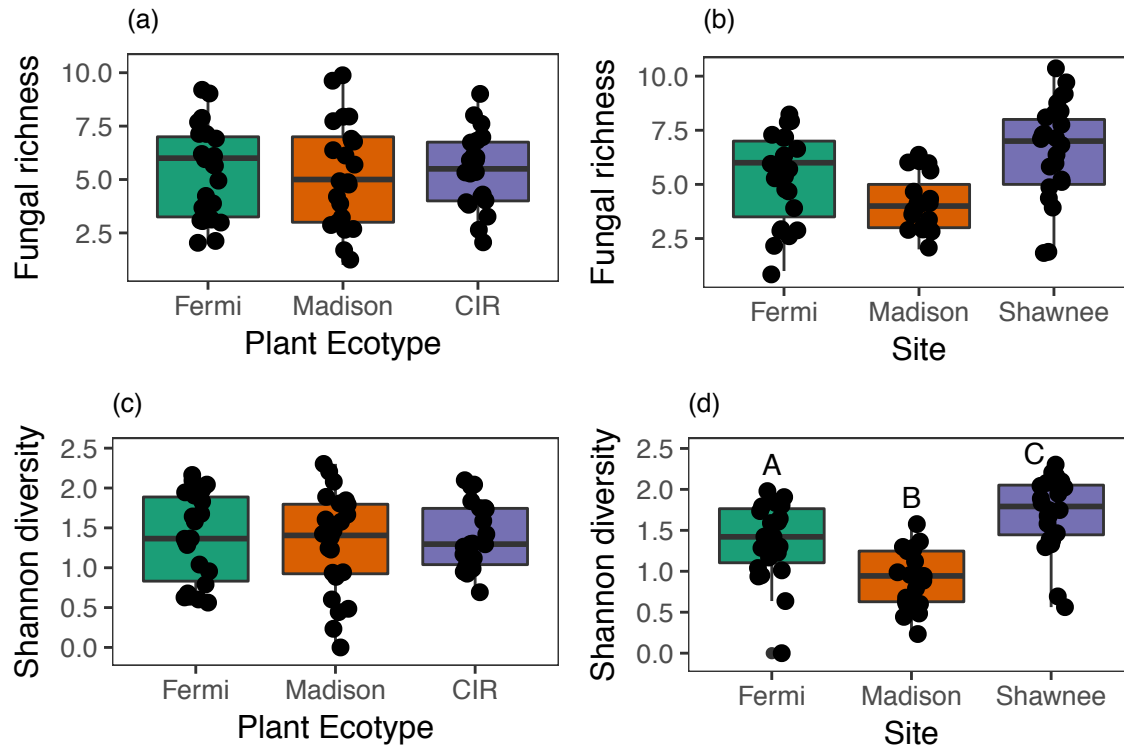 (a)
Fungal richness
10.0
7.5
5.0
2.5
Fermi Madison CIR
Plant Ecotype
(b)
Fungal richness
10.0
7.5
5.0
2.5
Fermi Madison Shawnee
Site
(c)
Shannon diversity
2.5
2.0
1.5
1.0
0.5
0.0
Fermi Madison CIR
Plant Ecotype
(d)
Shannon diversity
2.5
2.0
1.5
1.0
0.5
0.0
A B C
Fermi Madison Shawnee
Site